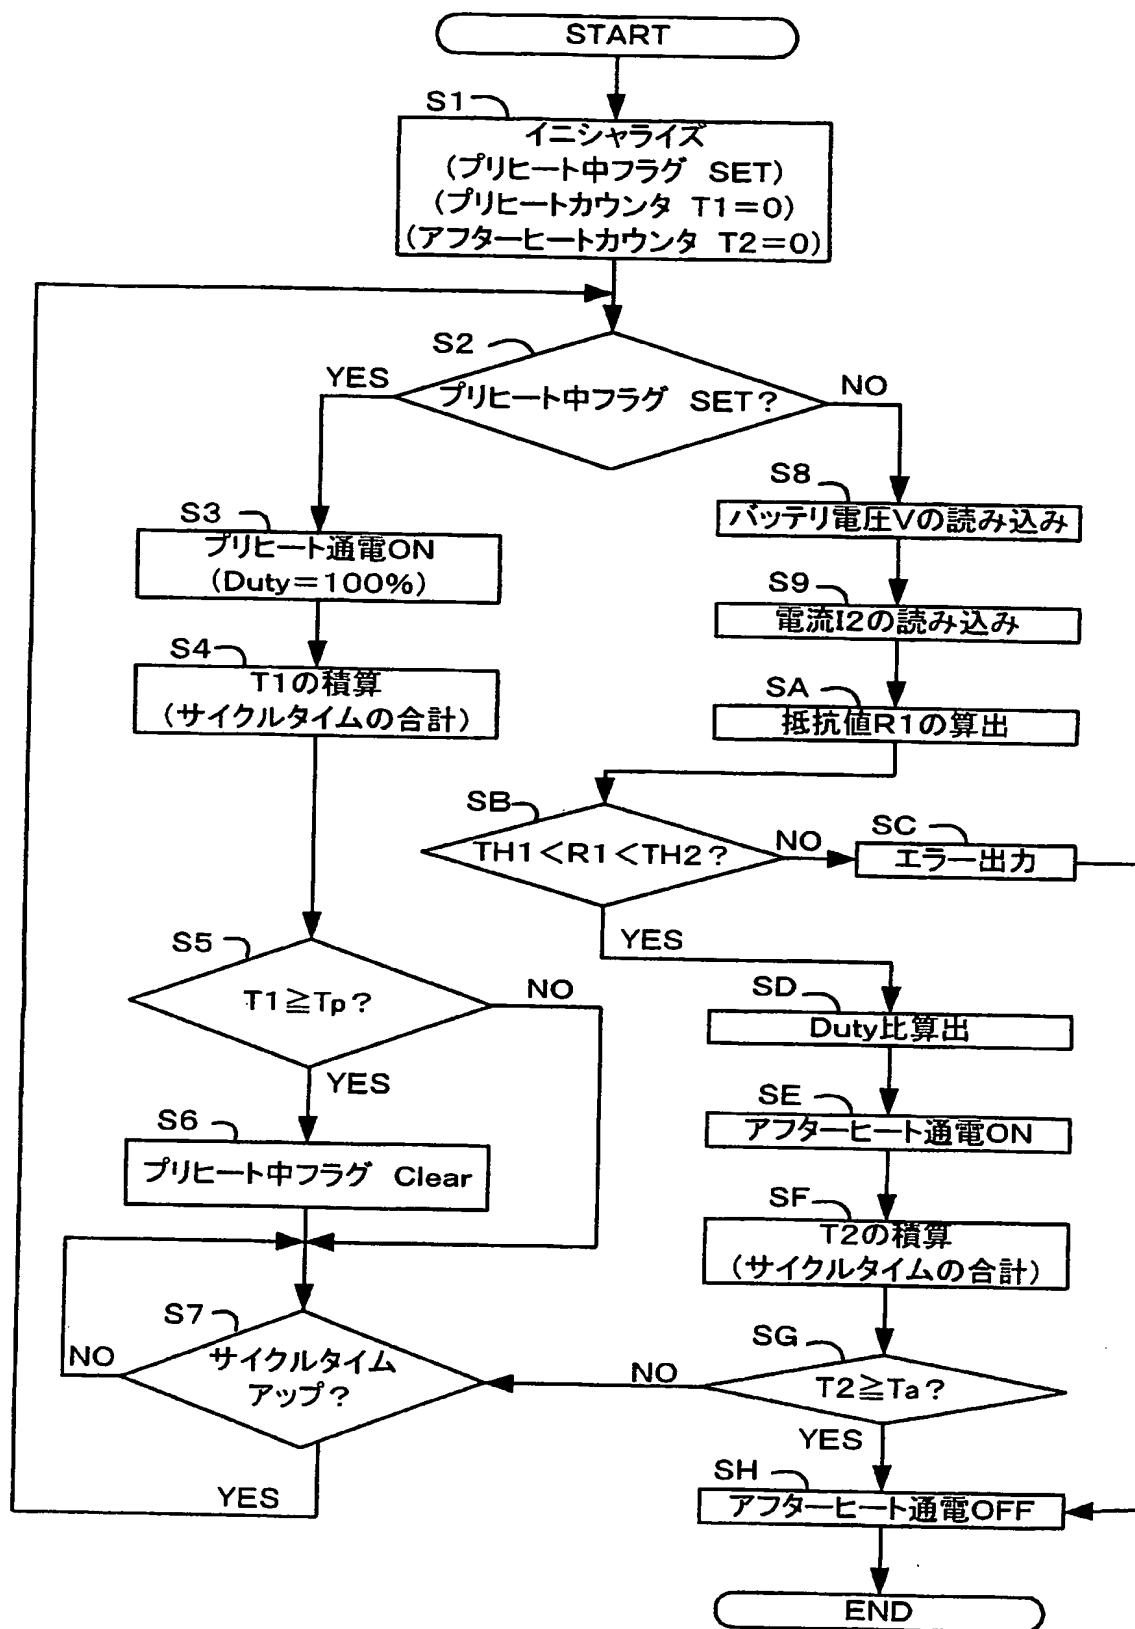 START
S1
イニシャライズ
(プリヒート中フラグ SET)
(プリヒートカウンタ T1=0)
(アフターヒートカウンタ T2=0)
S2
YES
プリヒート中フラグ SET?
NO
S3
プリヒート通電ON
(Duty=100%)
S4
T1の積算
(サイクルタイムの合計)
S5
T1≧Tp?
NO
YES
S6
プリヒート中フラグ Clear
S7
サイクルタイム
アップ?
NO
YES
S8
バッテリ電圧Vの読み込み
S9
電流I2の読み込み
SA
抵抗値R1の算出
SB
TH1<R1<TH2?
NO
SC
エラー出力
YES
SD
Duty比算出
SE
アフターヒート通電ON
SF
T2の積算
(サイクルタイムの合計)
SG
T2≧Ta?
NO
YES
SH
アフターヒート通電OFF
END